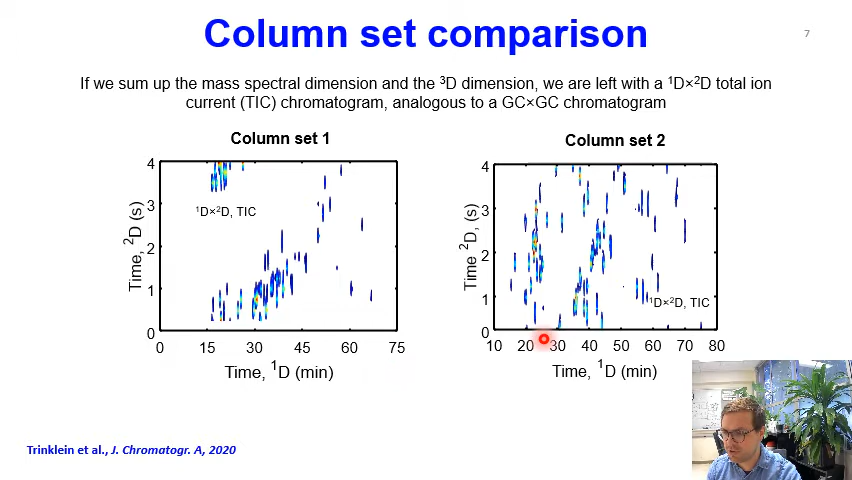 Column set comparison
7
If we sum up the mass spectral dimension and the ³D dimension, we are left with a ¹D×²D total ion
current (TIC) chromatogram, analogous to a GC×GC chromatogram
Column set 1
Time, ²D (s)
4
3
2
1
0
¹D×²D, TIC
0 15 30 45 60 75
Time, ¹D (min)
Column set 2
Time ²D, (s)
4
3
2
1
0
¹D×²D, TIC
10 20 30 40 50 60 70 80
Time, ¹D (min)
Trinklein et al., J. Chromatogr. A, 2020